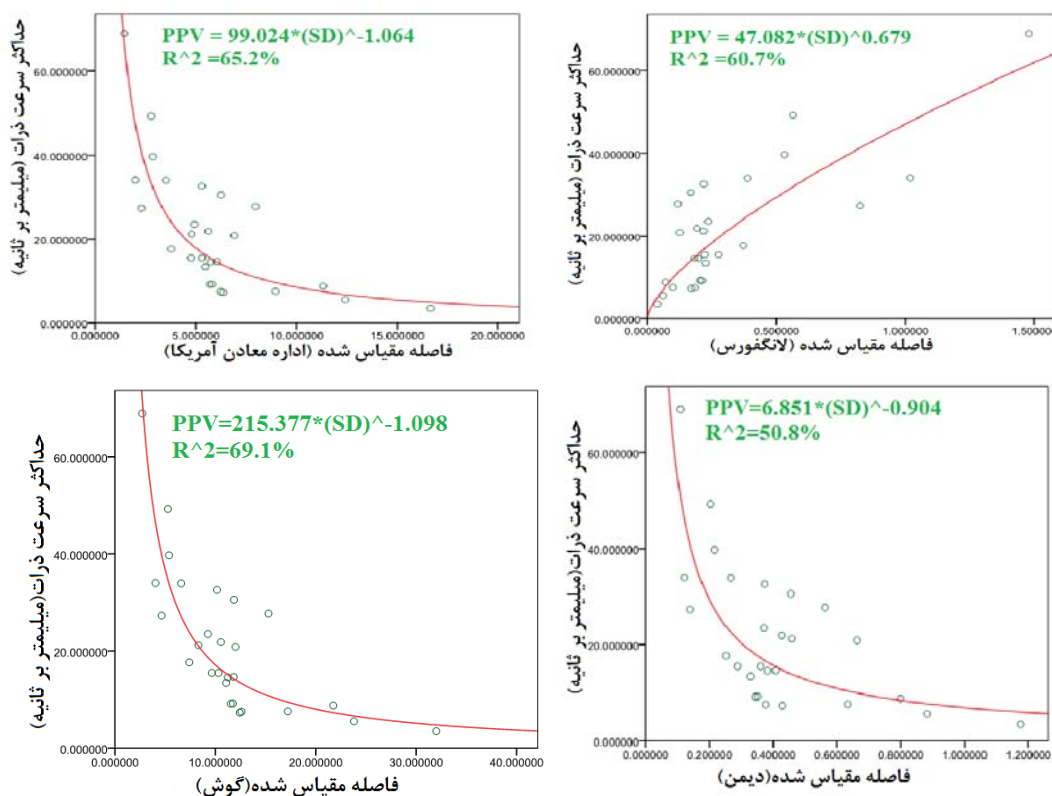 PPV = 99.024*(SD)^-1.064
R^2 =65.2%
حداکثر سرعت ذرات (میلیمتر بر ثانیه)
60.000000
40.000000
20.000000
0.000000
0.000000 5.000000 10.000000 15.000000 20.000000
فاصله مقیاس شده (اداره معادن آمریکا)
PPV = 47.082*(SD)^0.679
R^2 = 60.7%
حداکثر سرعت ذرات (میلیمتر بر ثانیه)
60.000000
40.000000
20.000000
0.000000
0.000000 0.500000 1.000000 1.500000
فاصله مقیاس شده (لانگفورس)
PPV=215.377*(SD)^-1.098
R^2=69.1%
حداکثر سرعت ذرات(میلیمتر بر ثانیه)
60.000000
40.000000
20.000000
0.000000
0.000000 10.000000 20.000000 30.000000 40.000000
فاصله مقیاس شده(گوش)
PPV=6.851*(SD)^-0.904
R^2=50.8%
حداکثر سرعت ذرات(میلیمتر بر ثانیه)
60.000000
40.000000
20.000000
0.000000
0.000000 0.200000 0.400000 0.600000 0.800000 1.000000 1.200000
فاصله مقیاس شده(دیمن)